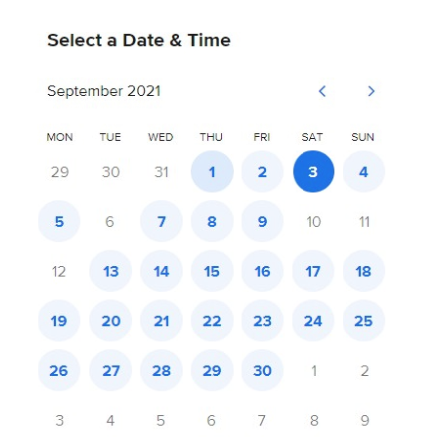 Select a Date & Time
September 2021
MON TUE WED THU FRI SAT SUN
29 30 31 1 2 3 4
5 6 7 8 9 10 11
12 13 14 15 16 17 18
19 20 21 22 23 24 25
26 27 28 29 30 1 2
3 4 5 6 7 8 9